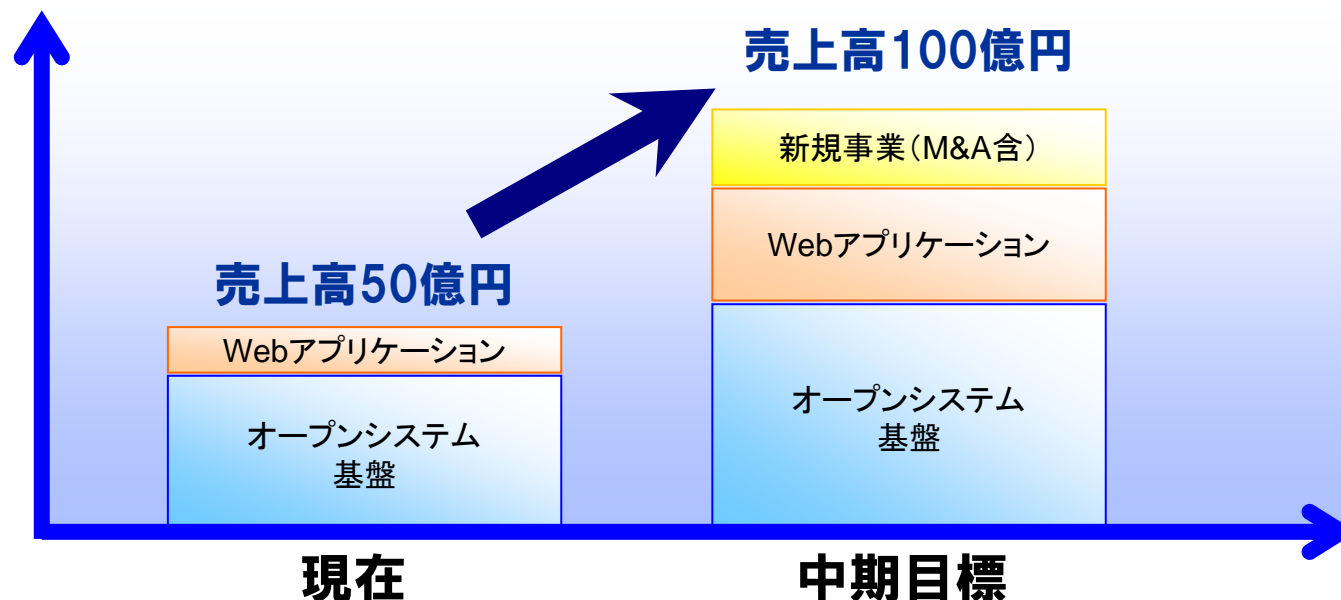 売上高100億円
新規事業(M&A含)
Webアプリケーション
オープンシステム
基盤
売上高50億円
Webアプリケーション
オープンシステム
基盤
現在
中期目標